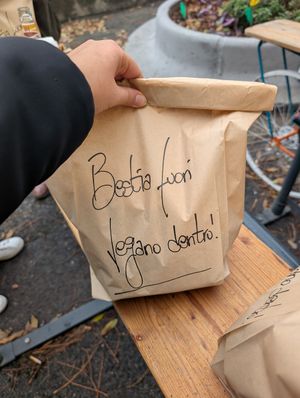 Bestia fuori
vegano dentro!